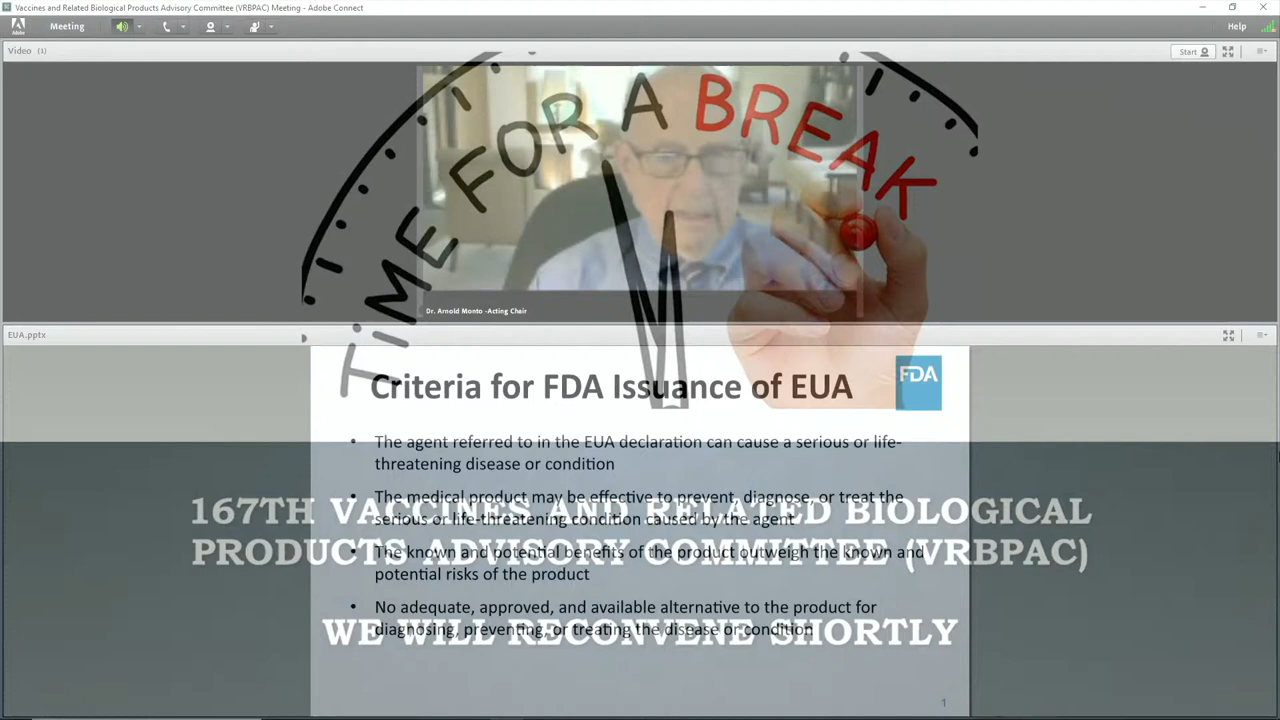 Vaccines and Related Biological Products Advisory Committee (VRBPAC) Meeting - Adobe Connect
Adobe
Meeting
Help
Video (1)
Start
TiME FOR A BREAK
Dr. Arnold Monto -Acting Chair
EUA.pptx
Criteria for FDA Issuance of EUA
FDA
• The agent referred to in the EUA declaration can cause a serious or life-
threatening disease or condition
• The medical product may be effective to prevent, diagnose, or treat the
serious or life-threatening condition caused by the agent
• The known and potential benefits of the product outweigh the known and
potential risks of the product
• No adequate, approved, and available alternative to the product for
diagnosing, preventing, or treating the disease or condition
167TH VACCINES AND RELATED BIOLOGICAL
PRODUCTS ADVISORY COMMITTEE (VRBPAC)
WE WILL RECONVENE SHORTLY
1